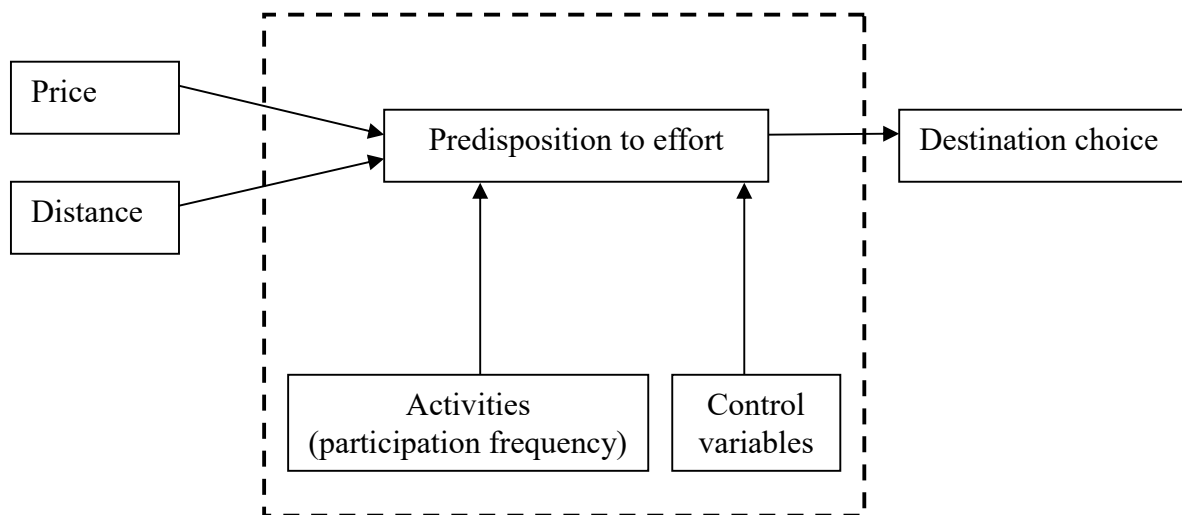 Price
Predisposition to effort
Destination choice
Distance
Activities
(participation frequency)
Control
variables